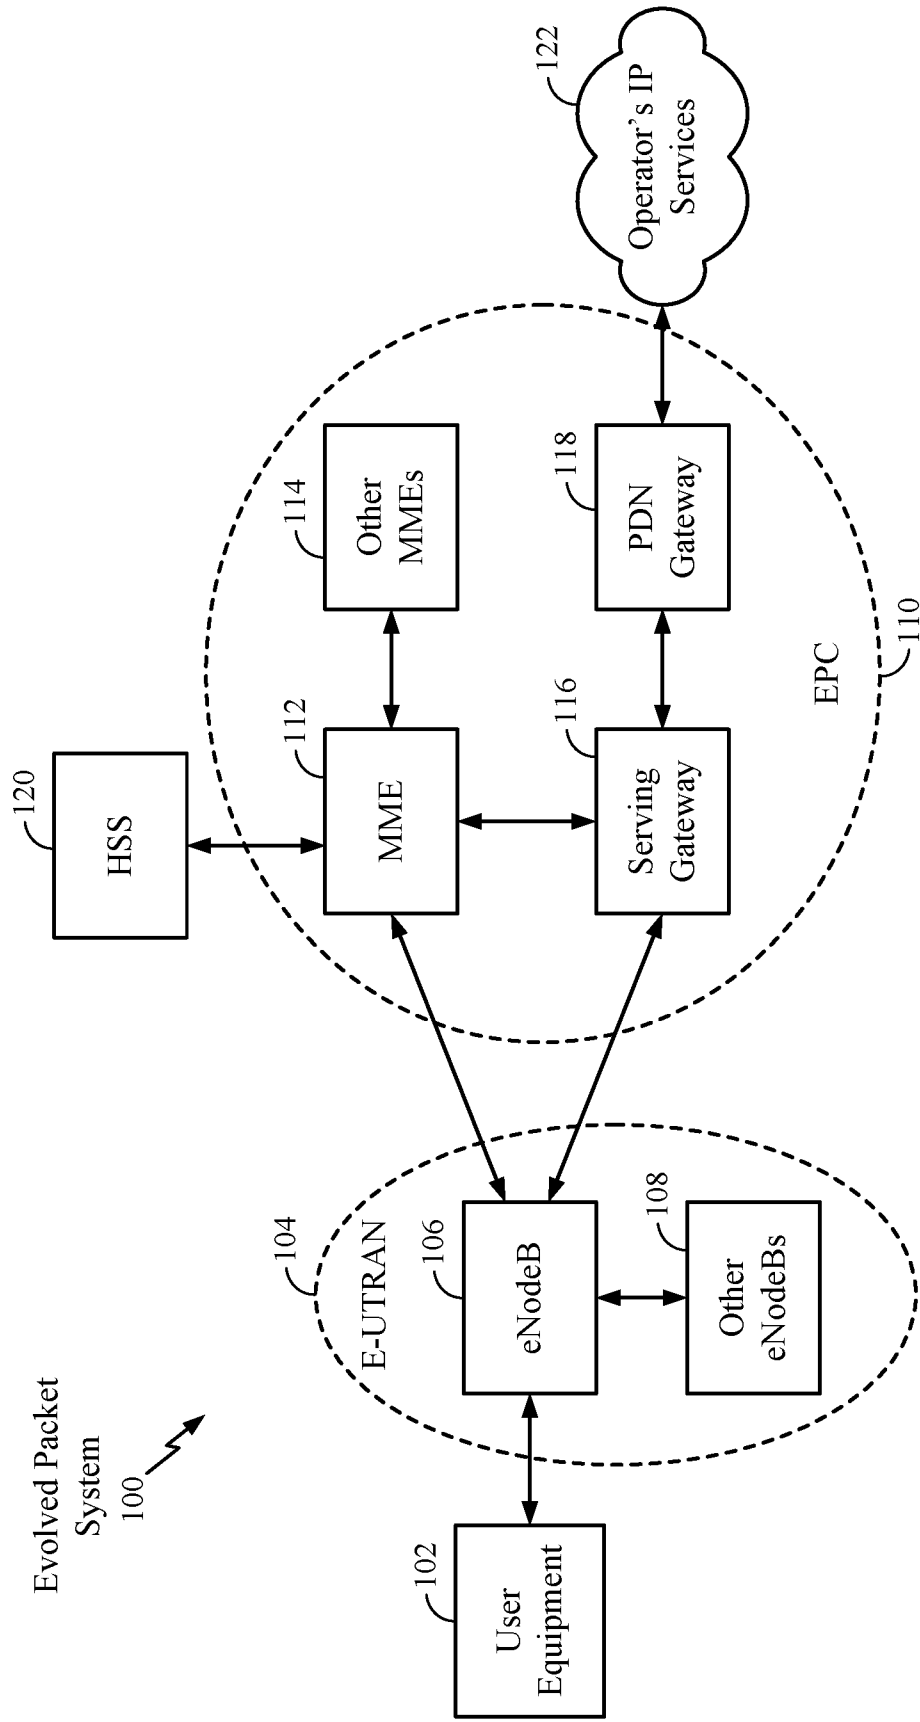 Evolved Packet
System
100
102
User
Equipment
104
E-UTRAN
106
eNodeB
108
Other
eNodeBs
120
HSS
112
MME
114
Other
MMEs
116
Serving
Gateway
118
PDN
Gateway
EPC
110
122
Operator's IP
Services